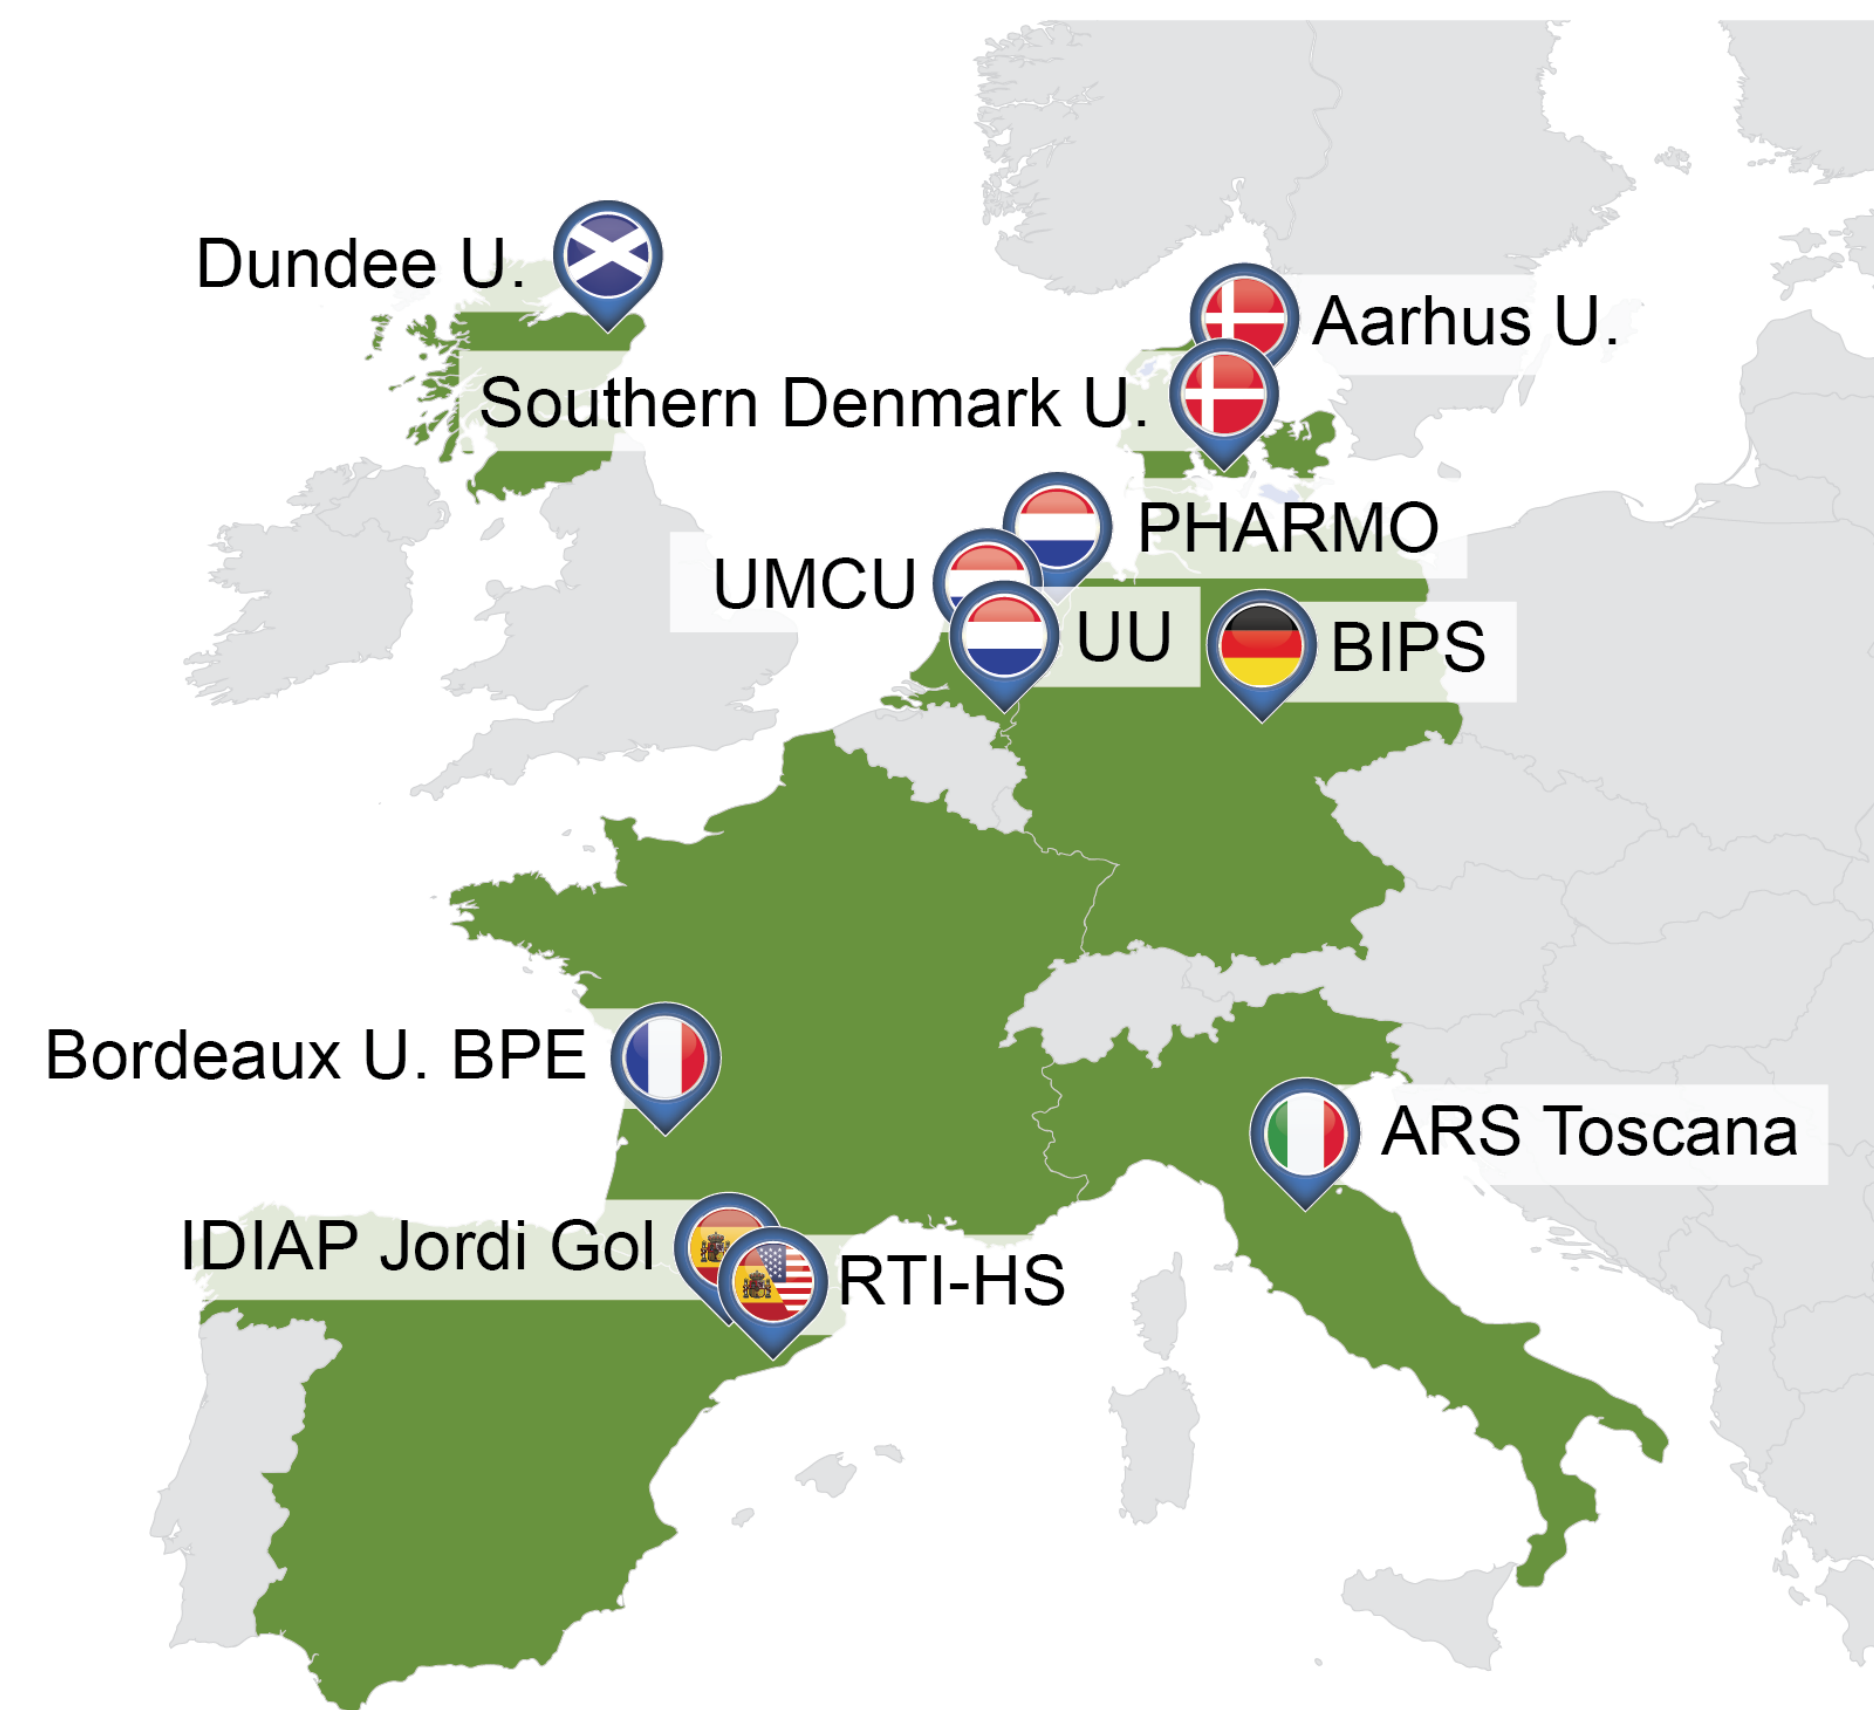 Dundee U.
Aarhus U.
Southern Denmark U.
PHARMO
UMCU
UU
BIPS
Bordeaux U. BPE
ARS Toscana
IDIAP Jordi Gol
RTI-HS